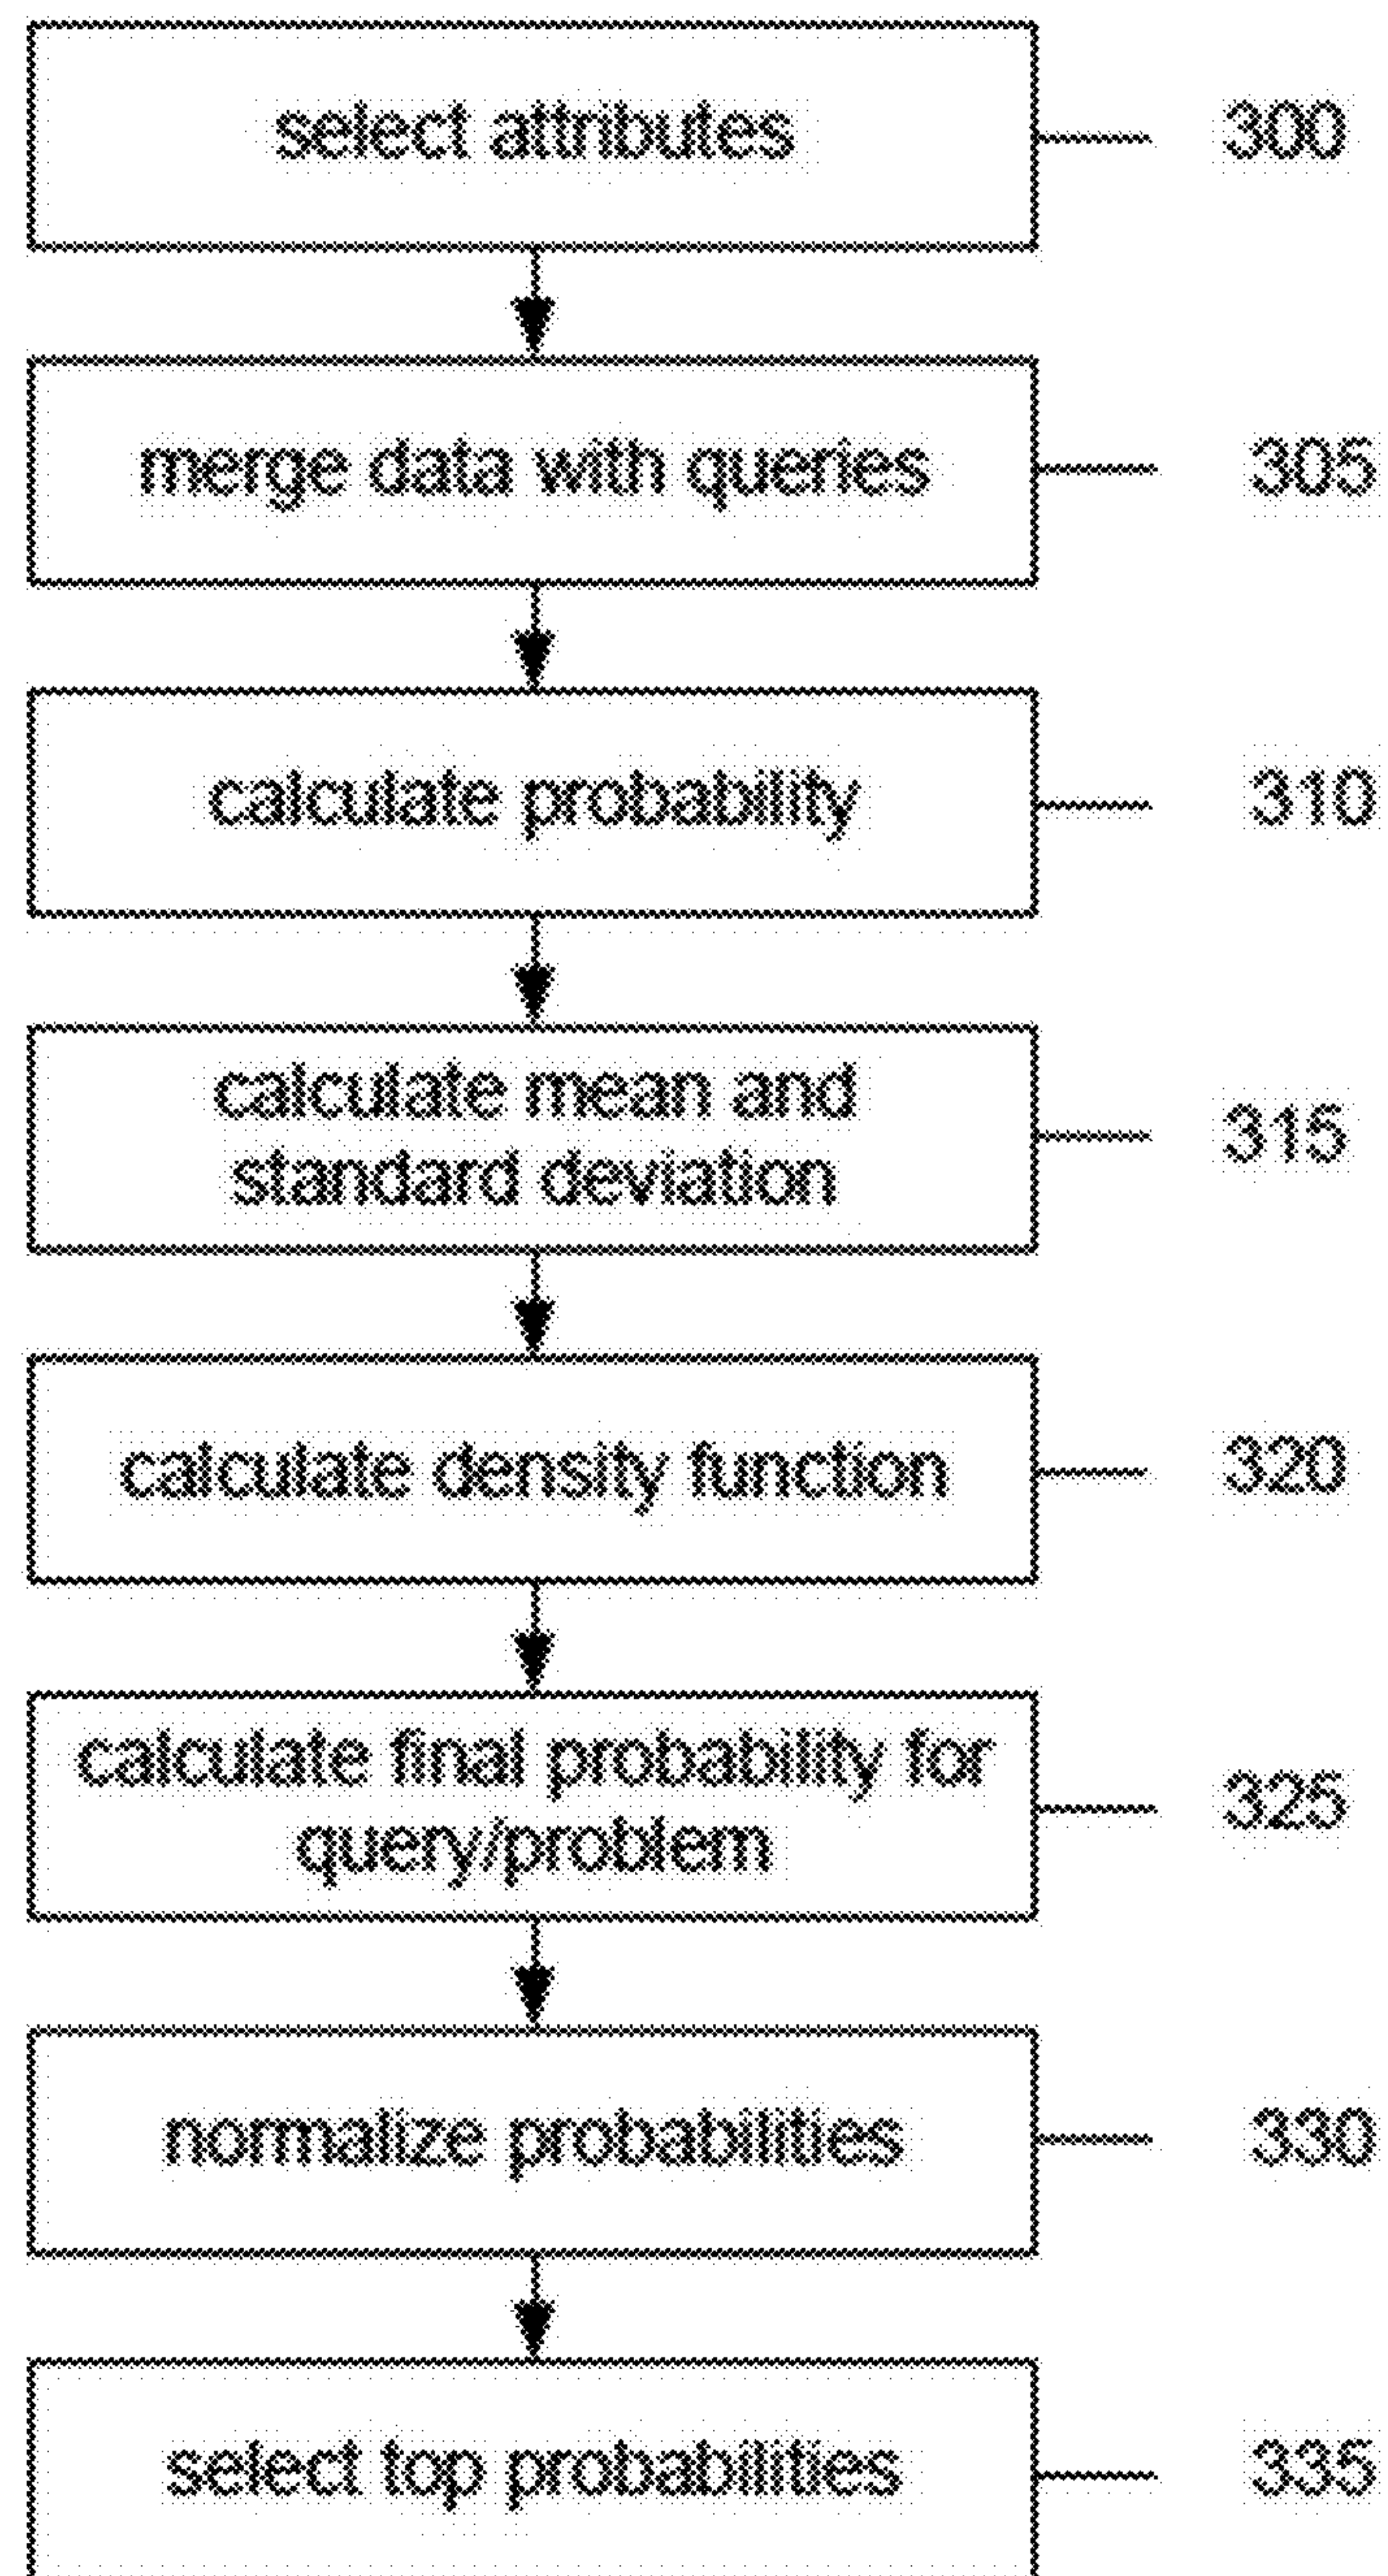 select attributes
300
merge data with queries
305
calculate probability
310
calculate mean and
standard deviation
315
calculate density function
320
calculate final probability for
query/problem
325
normalize probabilities
330
select top probabilities
335